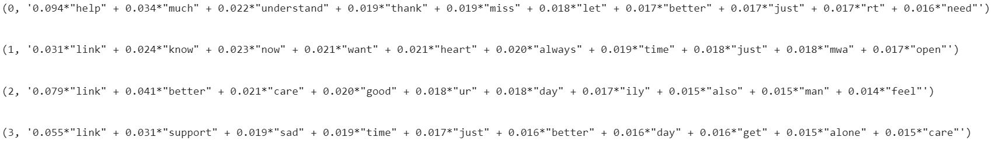 (0, '0.094*"help" + 0.034*"much" + 0.022*"understand" + 0.019*"thank" + 0.019*"miss" + 0.018*"let" + 0.017*"better" + 0.017*"just" + 0.017*"rt" + 0.016*"need"')
(1, '0.031*"link" + 0.024*"know" + 0.023*"now" + 0.021*"want" + 0.021*"heart" + 0.020*"always" + 0.019*"time" + 0.018*"just" + 0.018*"mwa" + 0.017*"open"')
(2, '0.079*"link" + 0.041*"better" + 0.021*"care" + 0.020*"good" + 0.018*"ur" + 0.018*"day" + 0.017*"ily" + 0.015*"also" + 0.015*"man" + 0.014*"feel"')
(3, '0.055*"link" + 0.031*"support" + 0.019*"sad" + 0.019*"time" + 0.017*"just" + 0.016*"better" + 0.016*"day" + 0.016*"get" + 0.015*"alone" + 0.015*"care"')